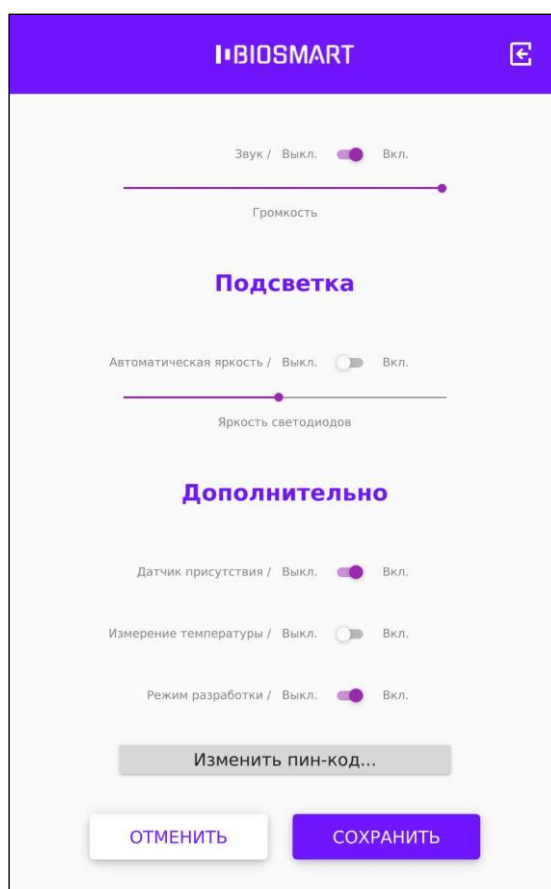 BIOSMART
Звук / Выкл. Вкл.
Громкость
Подсветка
Автоматическая яркость / Выкл. Вкл.
Яркость светодиодов
Дополнительно
Датчик присутствия / Выкл. Вкл.
Измерение температуры / Выкл. Вкл.
Режим разработки / Выкл. Вкл.
Изменить пин-код...
ОТМЕНИТЬ СОХРАНИТЬ